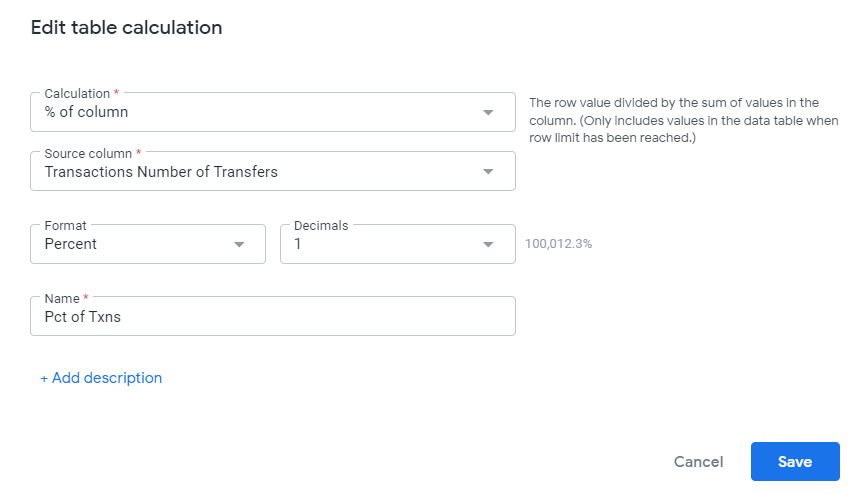 Edit table calculation
Calculation *
% of column
The row value divided by the sum of values in the
column. (Only includes values in the data table when
row limit has been reached.)
Source column *
Transactions Number of Transfers
Format
Percent
Decimals
1
100,012.3%
Name *
Pct of Txns
+ Add description
Cancel
Save